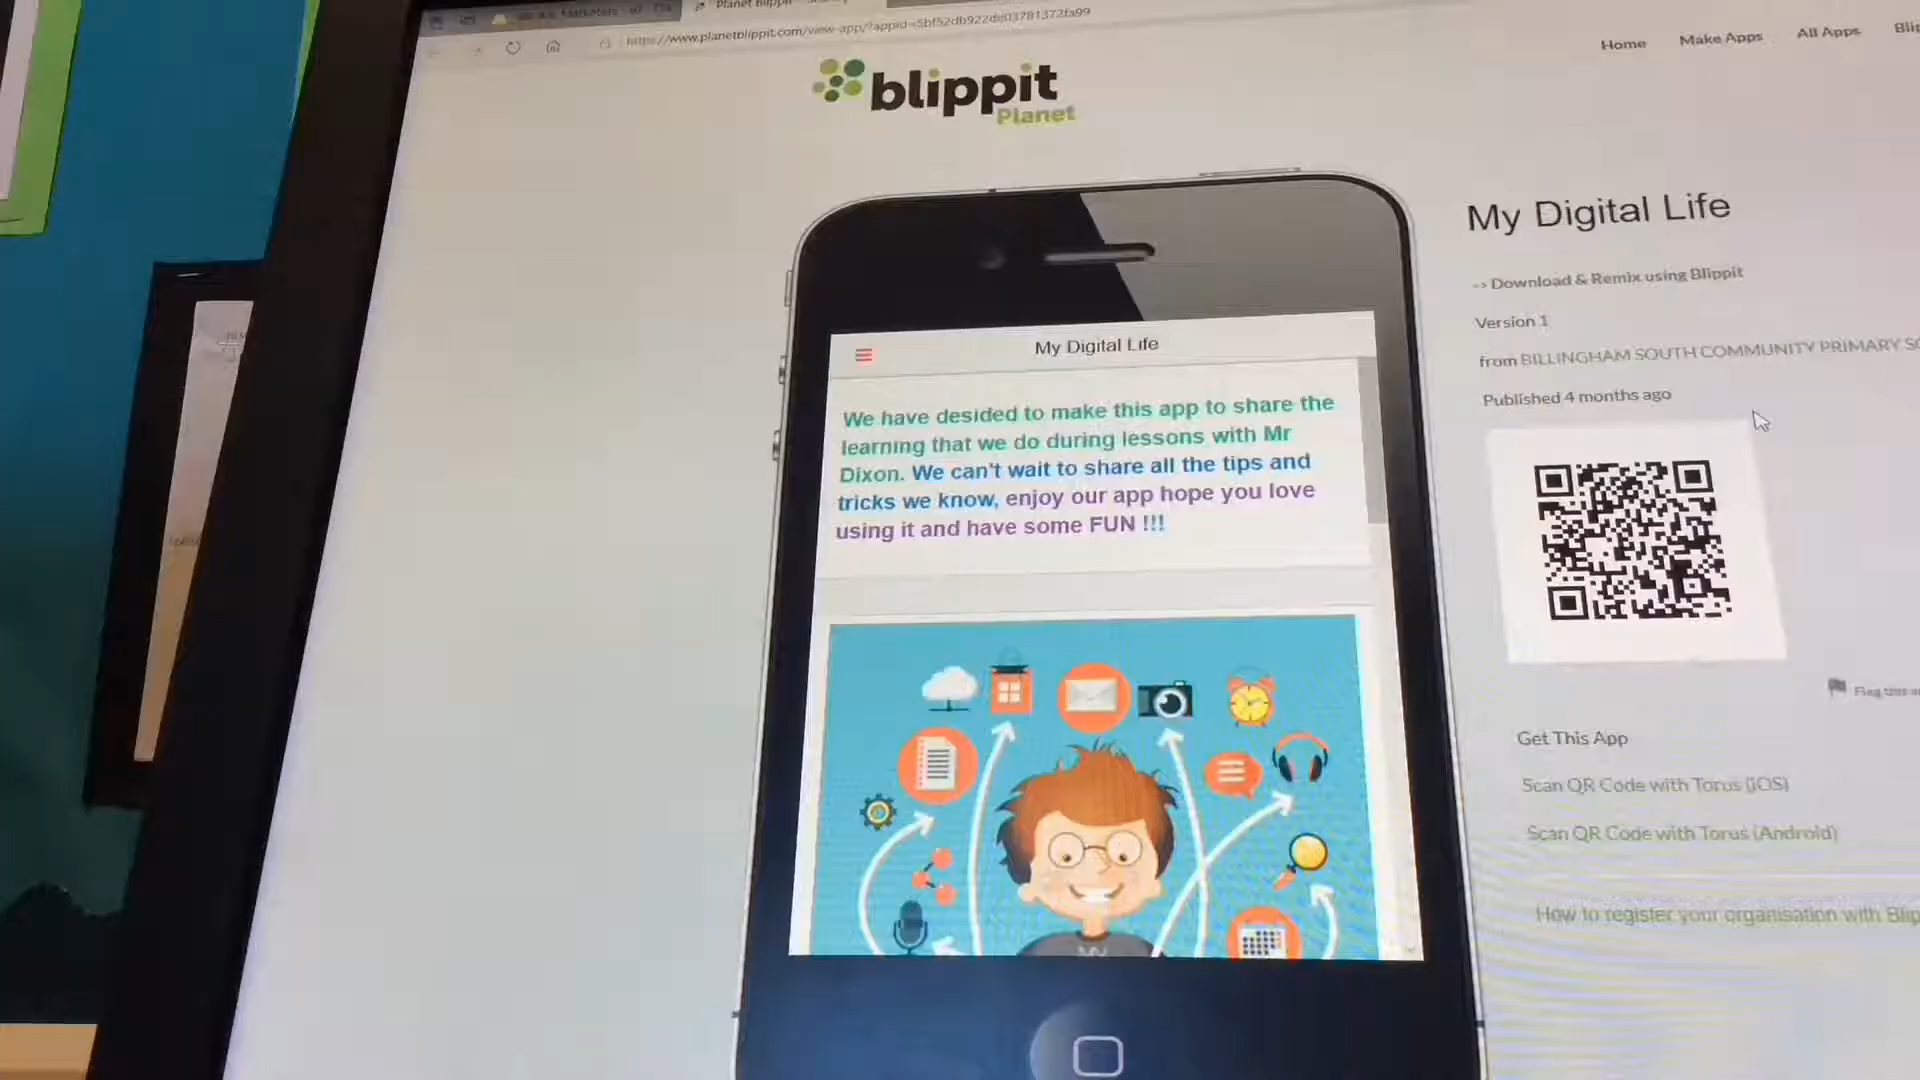 https://www.planetblippit.com/view-app/?appid=5bf52db922de03781372fa99
Home Make Apps All Apps
blippit
Planet
My Digital Life
-> Download & Remix using Blippit
Version 1
from BILLINGHAM SOUTH COMMUNITY PRIMARY
Published 4 months ago
My Digital Life
We have desided to make this app to share the
learning that we do during lessons with Mr
Dixon. We can't wait to share all the tips and
tricks we know, enjoy our app hope you love
using it and have some FUN !!!
Flag this
Get This App
Scan QR Code with Torus (iOS)
Scan QR Code with Torus (Android)
How to register your organisation with